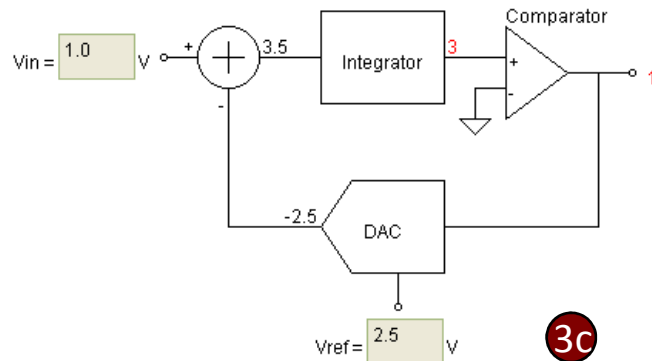 Comparator
Vin = 1.0 V
+
3.5
Integrator
3
+
-
1
-
-2.5
DAC
Vref = 2.5 V
3c